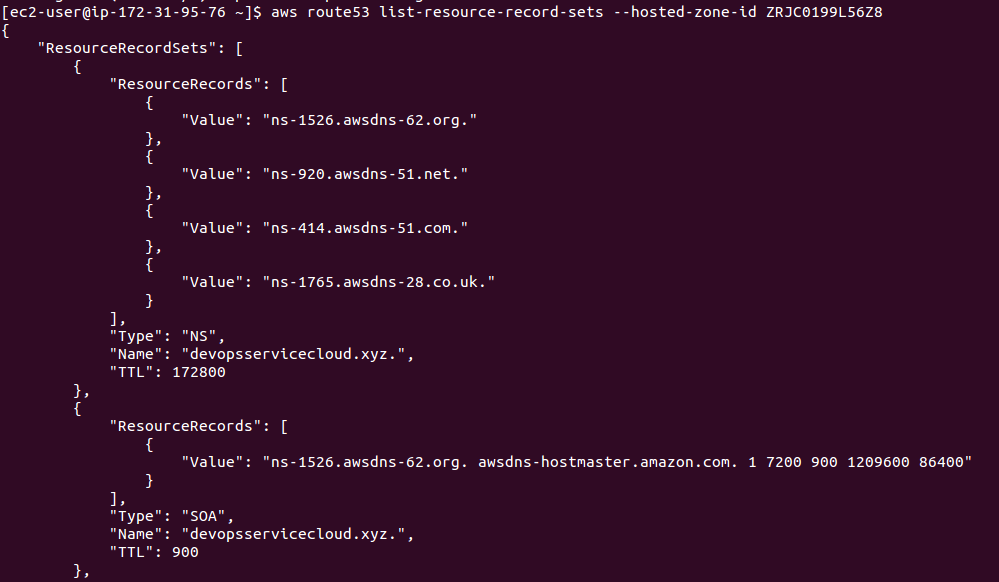 [ec2-user@ip-172-31-95-76 ~]$ aws route53 list-resource-record-sets --hosted-zone-id ZRJC0199L56Z8
{
    "ResourceRecordSets": [
        {
            "ResourceRecords": [
                {
                    "Value": "ns-1526.awsdns-62.org."
                },
                {
                    "Value": "ns-920.awsdns-51.net."
                },
                {
                    "Value": "ns-414.awsdns-51.com."
                },
                {
                    "Value": "ns-1765.awsdns-28.co.uk."
                }
            ],
            "Type": "NS",
            "Name": "devopsservicecloud.xyz.",
            "TTL": 172800
        },
        {
            "ResourceRecords": [
                {
                    "Value": "ns-1526.awsdns-62.org. awsdns-hostmaster.amazon.com. 1 7200 900 1209600 86400"
                }
            ],
            "Type": "SOA",
            "Name": "devopsservicecloud.xyz.",
            "TTL": 900
        },